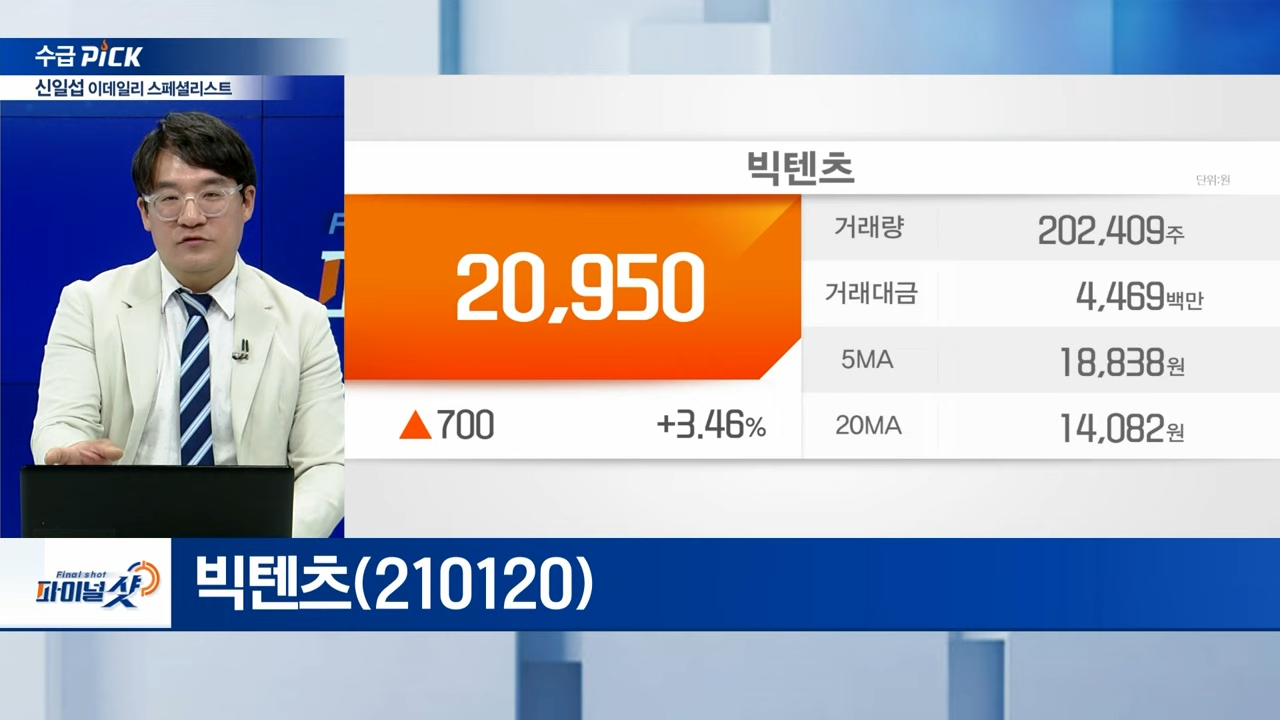 수급 PiCK
신일섭 이데일리 스페셜리스트
빅텐츠
단위:원
20,950
▲700 +3.46%
거래량 202,409주
거래대금 4,469백만
5MA 18,838원
20MA 14,082원
Final shot
파이널샷
빅텐츠(210120)